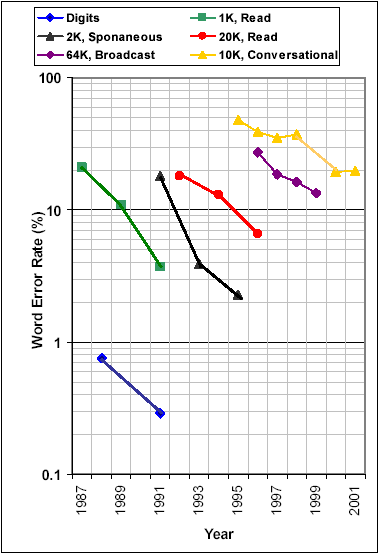 Digits 1K, Read
2K, Sponaneous 20K, Read
64K, Broadcast 10K, Conversational
100
10
1
0.1
Word Error Rate (%)
1987 1989 1991 1993 1995 1997 1999 2001
Year